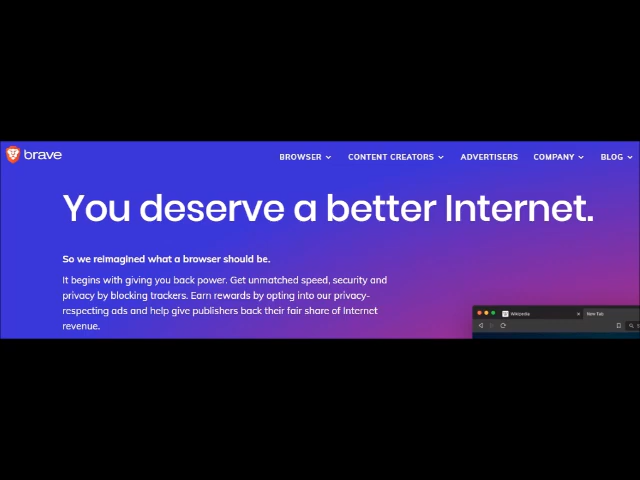 brave
BROWSER CONTENT CREATORS ADVERTISERS COMPANY BLOG
You deserve a better Internet.
So we reimagined what a browser should be.
It begins with giving you back power. Get unmatched speed, security and
privacy by blocking trackers. Earn rewards by opting into our privacy-
respecting ads and help give publishers back their fair share of Internet
revenue.
Wikipedia New Tab